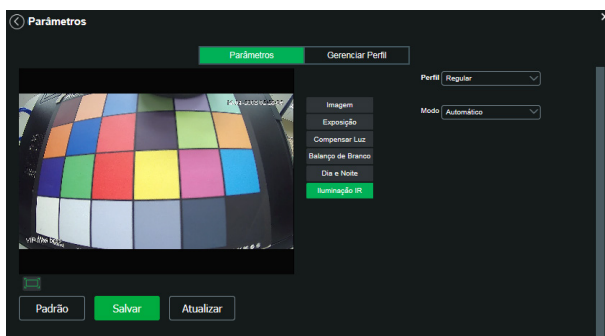 Parâmetros
Parâmetros Gerenciar Perfil
Perfil Regular
Modo Automático
Imagem
Exposição
Compensar Luz
Balanço de Branco
Dia e Noite
Iluminação IR
Padrão Salvar Atualizar